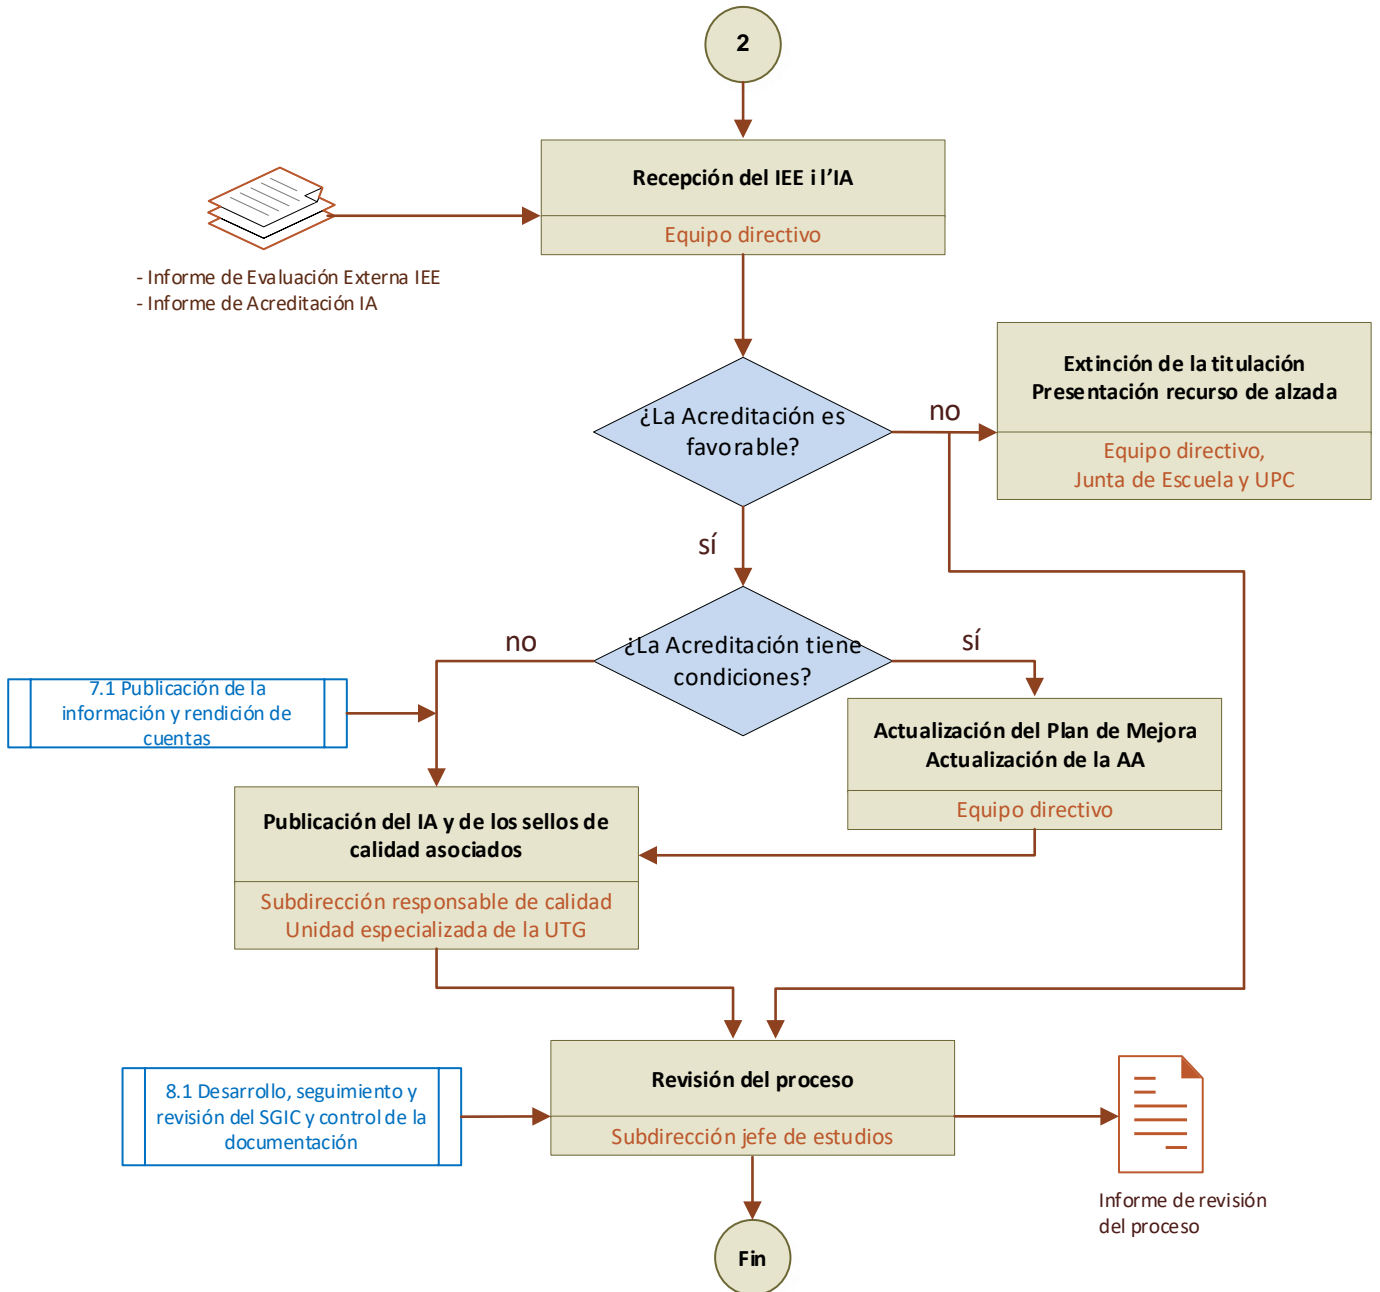 2
Recepción del IEE i l’IA
Equipo directivo
- Informe de Evaluación Externa IEE
- Informe de Acreditación IA
¿La Acreditación es
favorable?
no
Extinción de la titulación
Presentación recurso de alzada
Equipo directivo,
Junta de Escuela y UPC
sí
¿La Acreditación tiene
condiciones?
no
sí
7.1 Publicación de la
información y rendición de
cuentas
Actualización del Plan de Mejora
Actualización de la AA
Equipo directivo
Publicación del IA y de los sellos de
calidad asociados
Subdirección responsable de calidad
Unidad especializada de la UTG
Revisión del proceso
Subdirección jefe de estudios
8.1 Desarrollo, seguimiento y
revisión del SGIC y control de la
documentación
Informe de revisión
del proceso
Fin